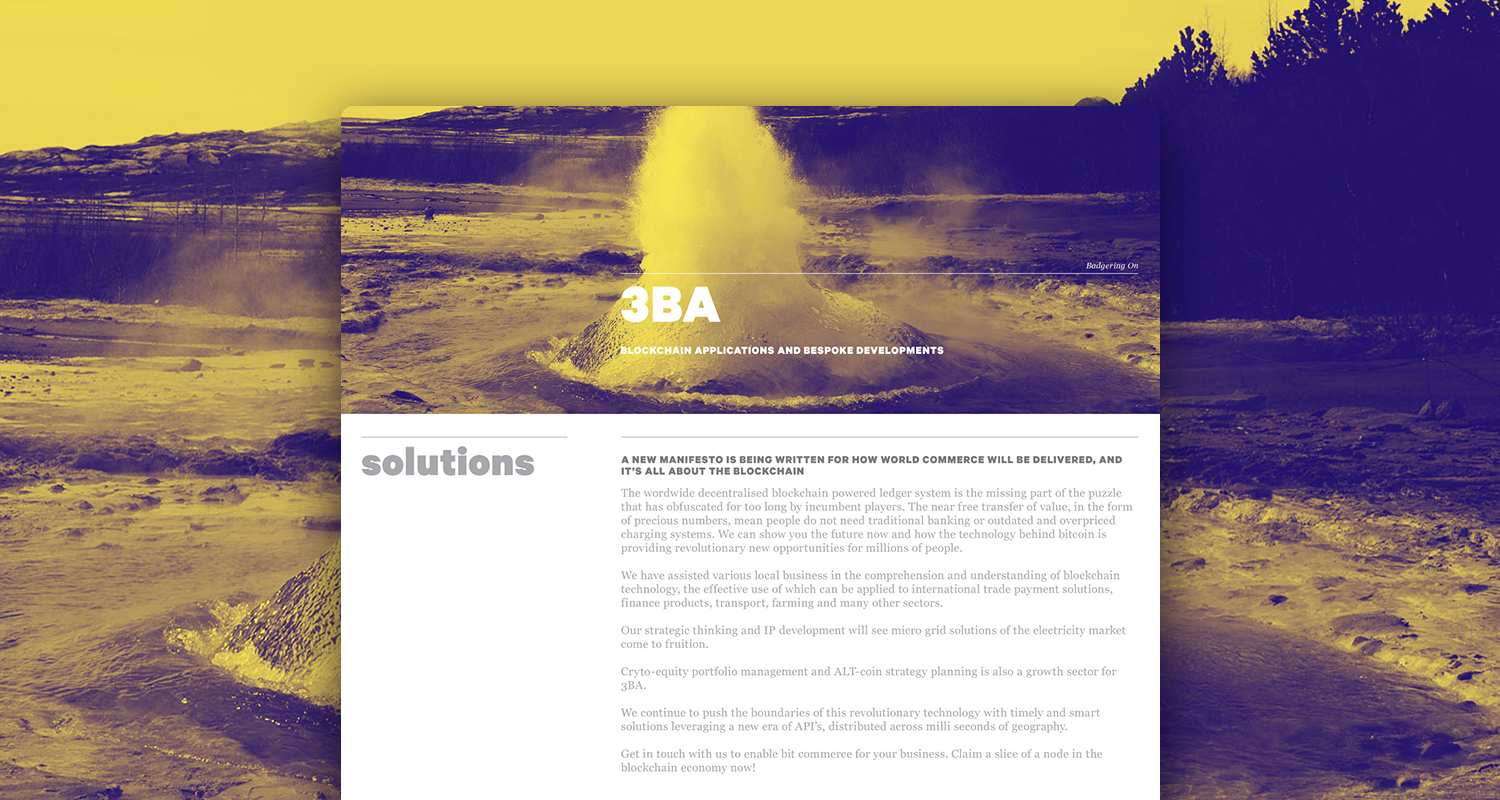 Badgering On
3BA
BLOCKCHAIN APPLICATIONS AND BESPOKE DEVELOPMENTS
solutions
A NEW MANIFESTO IS BEING WRITTEN FOR HOW WORLD COMMERCE WILL BE DELIVERED, AND
IT'S ALL ABOUT THE BLOCKCHAIN
The wordwide decentralised blockchain powered ledger system is the missing part of the puzzle
that has obfuscated for too long by incumbent players. The near free transfer of value, in the form
of precious numbers, mean people do not need traditional banking or outdated and overpriced
charging systems. We can show you the future now and how the technology behind bitcoin is
providing revolutionary new opportunities for millions of people.
We have assisted various local business in the comprehension and understanding of blockchain
technology, the effective use of which can be applied to international trade payment solutions,
finance products, transport, farming and many other sectors.
Our strategic thinking and IP development will see micro grid solutions of the electricity market
come to fruition.
Cryto-equity portfolio management and ALT-coin strategy planning is also a growth sector for
3BA.
We continue to push the boundaries of this revolutionary technology with timely and smart
solutions leveraging a new era of API's, distributed across milli seconds of geography.
Get in touch with us to enable bit commerce for your business. Claim a slice of a node in the
blockchain economy now!